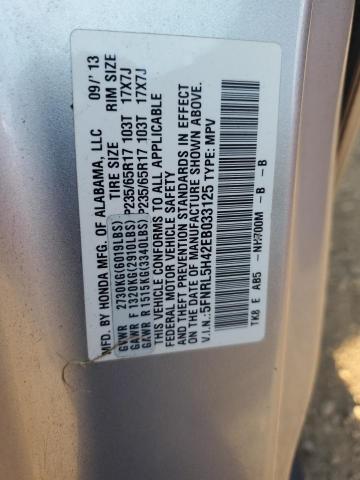 MFD. BY HONDA MFG. OF ALABAMA, LLC 09/'13
TIRE SIZE RIM SIZE
GVWR 2730KG(6019LBS)
GAWR F 1320KG(2910LBS) P235/65R17 103T 17X7J
GAWR R 1515KG(3340LBS) P235/65R17 103T 17X7J
THIS VEHICLE CONFORMS TO ALL APPLICABLE
FEDERAL MOTOR VEHICLE SAFETY
AND THEFT PREVENTION STANDARDS IN EFFECT
ON THE DATE OF MANUFACTURE SHOWN ABOVE.
V.I.N.:5FNRL5H42EB033125 TYPE:MPV
TK8 E AB5 - NH700M - B - B